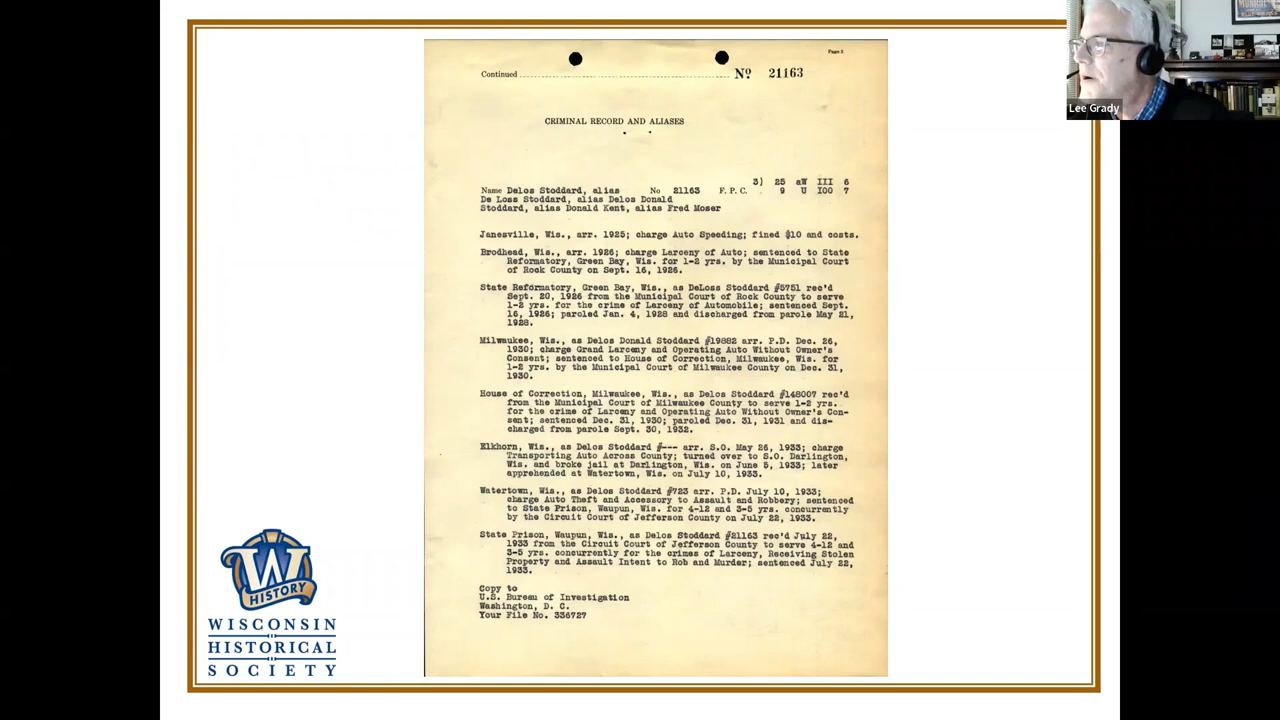 Page 2
Continued
Nº 21163
CRIMINAL RECORD AND ALIASES
3) 25 aW III 6
Name Delos Stoddard, alias No 21163 F. P. C. 9 U IOO 7
De Loss Stoddard, alias Delos Donald
Stoddard, alias Donald Kent, alias Fred Moser
Janesville, Wis., arr. 1925; charge Auto Speeding; fined $10 and costs.
Brodhead, Wis., arr. 1926; charge Larceny of Auto; sentenced to State
Reformatory, Green Bay, Wis. for 1-2 yrs. by the Municipal Court
of Rock County on Sept. 16, 1926.
State Reformatory, Green Bay, Wis., as DeLoss Stoddard #5751 rec'd
Sept. 20, 1926 from the Municipal Court of Rock County to serve
1-2 yrs. for the crime of Larceny of Automobile; sentenced Sept.
16, 1926; paroled Jan. 4, 1928 and discharged from parole May 21,
1928.
Milwaukee, Wis., as Delos Donald Stoddard #19882 arr. P.D. Dec. 26,
1930; charge Grand Larceny and Operating Auto Without Owner's
Consent; sentenced to House of Correction, Milwaukee, Wis. for
1-2 yrs. by the Municipal Court of Milwaukee County on Dec. 31,
1930.
House of Correction, Milwaukee, Wis., as Delos Stoddard #148007 rec'd
from the Municipal Court of Milwaukee County to serve 1-2 yrs.
for the crime of Larceny and Operating Auto Without Owner's Con-
sent; sentenced Dec. 31, 1930; paroled Dec. 31, 1931 and dis-
charged from parole Sept. 30, 1932.
Elkhorn, Wis., as Delos Stoddard #--- arr. S.O. May 26, 1933; charge
Transporting Auto Across County; turned over to S.O. Darlington,
Wis. and broke jail at Darlington, Wis. on June 5, 1933; later
apprehended at Watertown, Wis. on July 10, 1933.
Watertown, Wis., as Delos Stoddard #723 arr. P.D. July 10, 1933;
charge Auto Theft and Accessory to Assault and Robbery; sentenced
to State Prison, Waupun, Wis. for 4-12 and 3-5 yrs. concurrently
by the Circuit Court of Jefferson County on July 22, 1933.
State Prison, Waupun, Wis., as Delos Stoddard #21163 rec'd July 22,
1933 from the Circuit Court of Jefferson County to serve 4-12 and
3-5 yrs. concurrently for the crimes of Larceny, Receiving Stolen
Property and Assault Intent to Rob and Murder; sentenced July 22,
1933.
Copy to
U.S. Bureau of Investigation
Washington, D. C.
Your File No. 336727
W
HISTORY
WISCONSIN
HISTORICAL
SOCIETY
Lee Grady